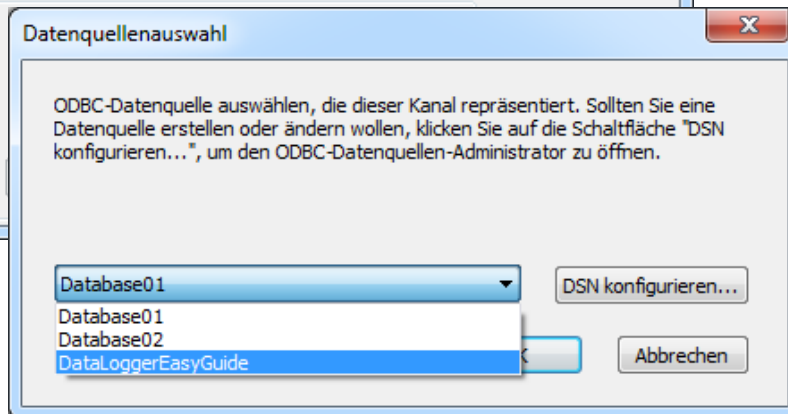 Datenquellenauswahl
ODBC-Datenquelle auswählen, die dieser Kanal repräsentiert. Sollten Sie eine
Datenquelle erstellen oder ändern wollen, klicken Sie auf die Schaltfläche "DSN
konfigurieren...", um den ODBC-Datenquellen-Administrator zu öffnen.
Database01
DSN konfigurieren...
Database01
Database02
DataLoggerEasyGuide
Abbrechen